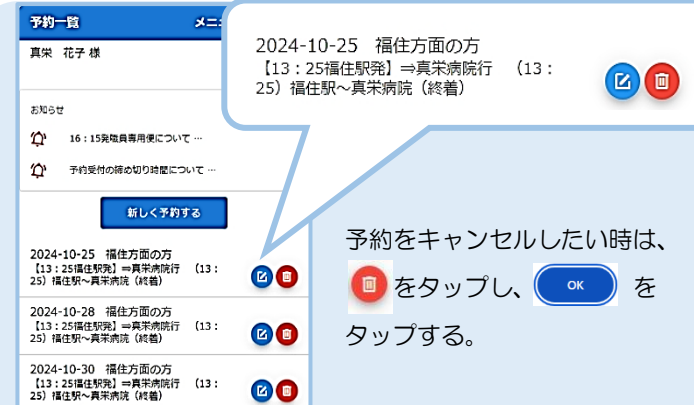 予約一覧
メニ
真栄 花子 様
お知らせ
16：15発職員専用便について …
予約受付の締め切り時間について …
新しく予約する
2024-10-25 福住方面の方
【13：25福住駅発】⇒真栄病院行 （13：
25）福住駅～真栄病院（終着）
2024-10-28 福住方面の方
【13：25福住駅発】⇒真栄病院行 （13：
25）福住駅～真栄病院（終着）
2024-10-30 福住方面の方
【13：25福住駅発】⇒真栄病院行 （13：
25）福住駅～真栄病院（終着）
2024-10-25 福住方面の方
【13：25福住駅発】⇒真栄病院行 （13：
25）福住駅～真栄病院（終着）
予約をキャンセルしたい時は、
をタップし、 OK を
タップする。